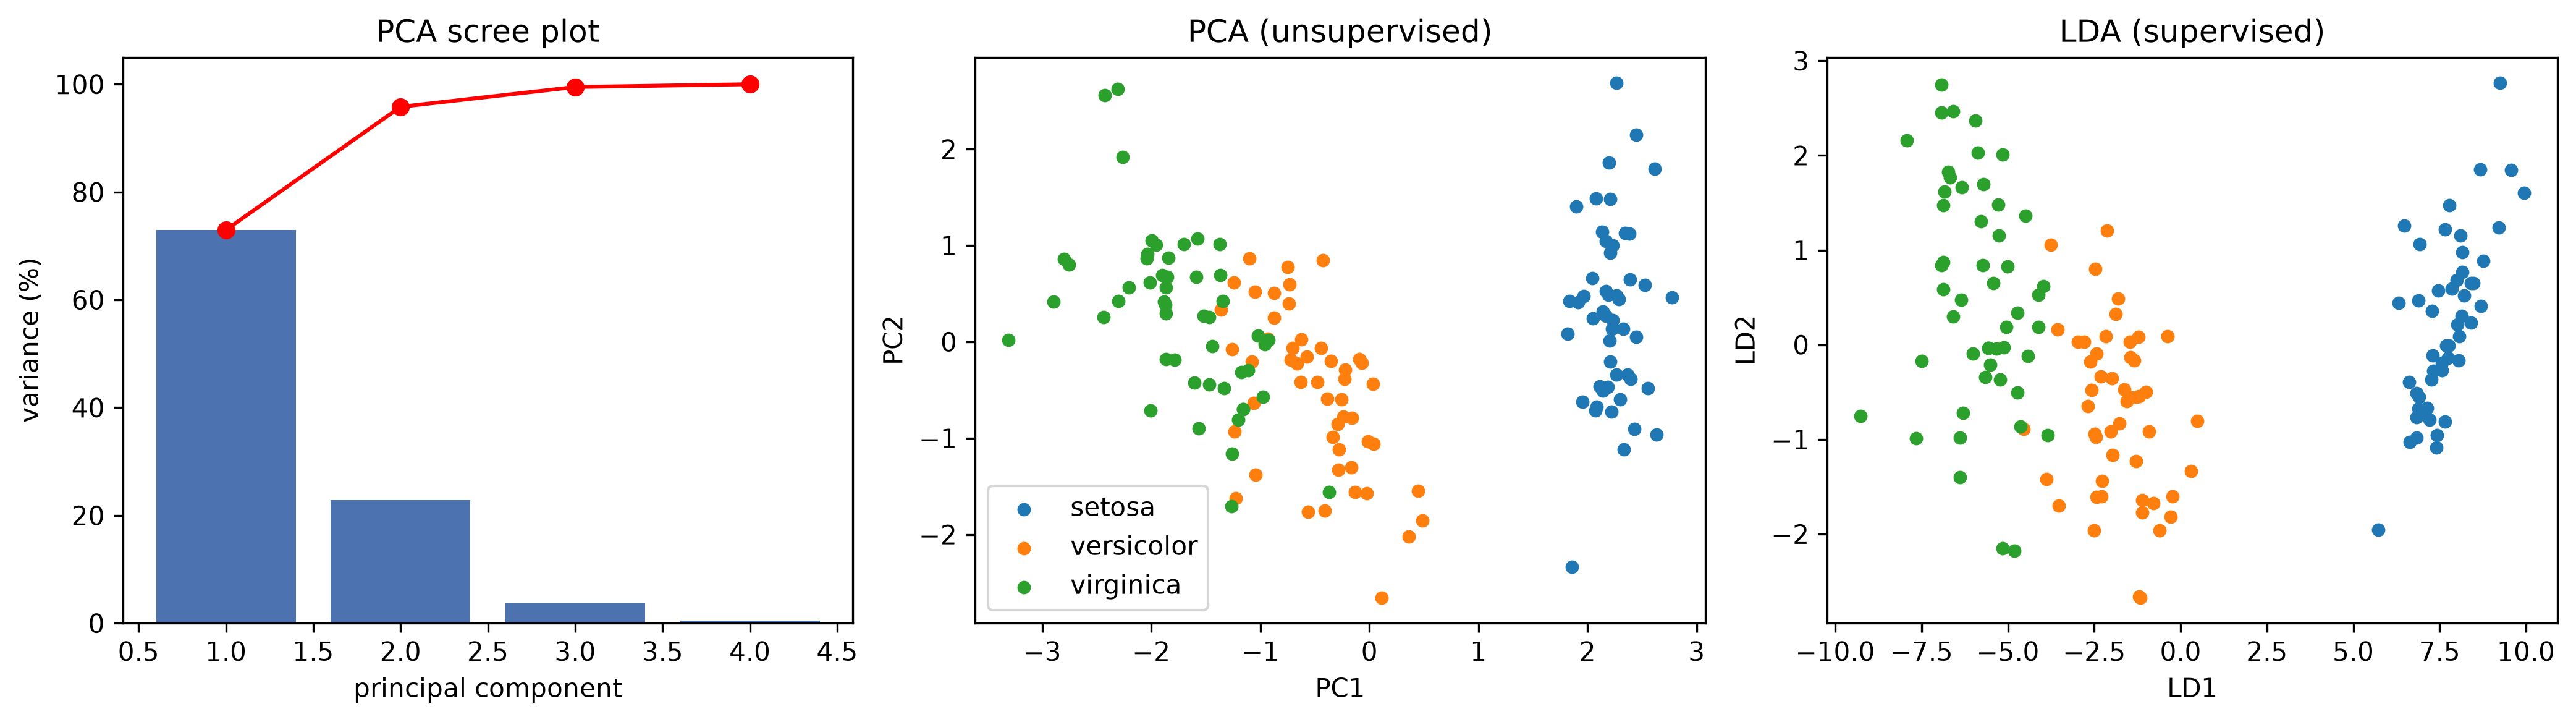 PCA scree plot
100
80
60
40
20
0
variance (%)
0.5 1.0 1.5 2.0 2.5 3.0 3.5 4.0 4.5
principal component
PCA (unsupervised)
2
1
0
−1
−2
PC2
setosa
versicolor
virginica
−3 −2 −1 0 1 2 3
PC1
LDA (supervised)
3
2
1
0
−1
−2
LD2
−10.0 −7.5 −5.0 −2.5 0.0 2.5 5.0 7.5 10.0
LD1